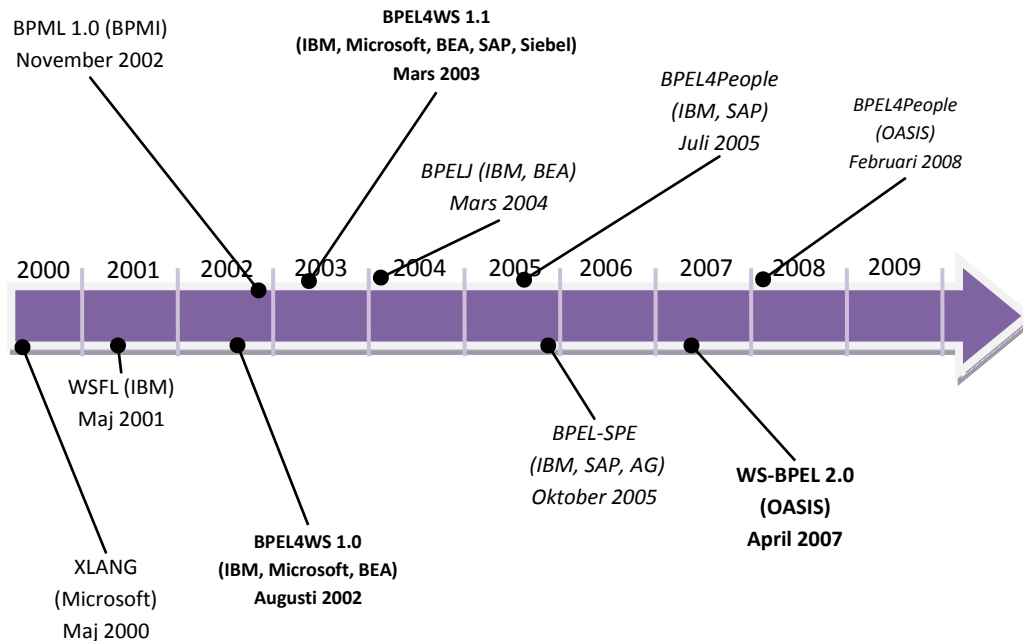 BPML 1.0 (BPMI)
November 2002
BPEL4WS 1.1
(IBM, Microsoft, BEA, SAP, Siebel)
Mars 2003
BPELJ (IBM, BEA)
Mars 2004
BPEL4People
(IBM, SAP)
Juli 2005
BPEL4People
(OASIS)
Februari 2008
2000 2001 2002 2003 2004 2005 2006 2007 2008 2009
XLANG
(Microsoft)
Maj 2000
WSFL (IBM)
Maj 2001
BPEL4WS 1.0
(IBM, Microsoft, BEA)
Augusti 2002
BPEL-SPE
(IBM, SAP, AG)
Oktober 2005
WS-BPEL 2.0
(OASIS)
April 2007